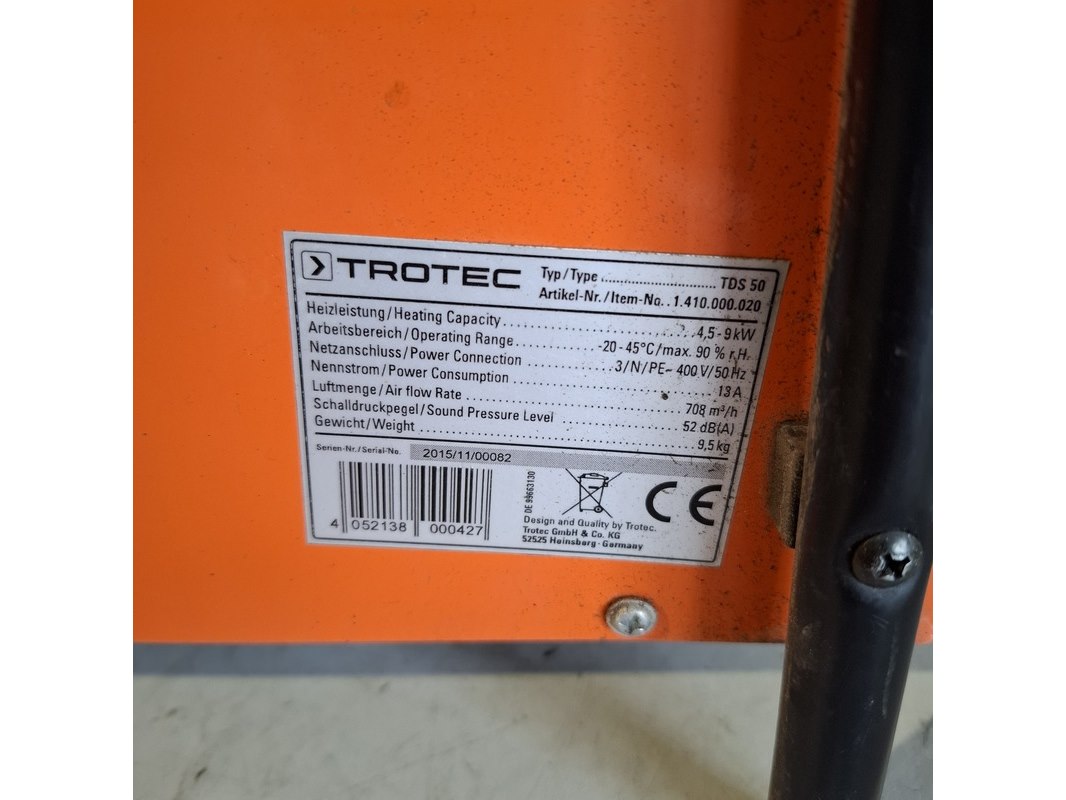 TROTEC
Typ/Type ............................ TDS 50
Artikel-Nr./Item-No. . 1.410.000.020
Heizleistung/Heating Capacity ................................ 4,5 - 9 kW
Arbeitsbereich/Operating Range .............. -20 - 45°C/max. 90 % r.H.
Netzanschluss/Power Connection ................ 3/N/PE~ 400 V/50 Hz
Nennstrom/Power Consumption .................................. 13 A
Luftmenge/Air flow Rate .................................. 708 m³/h
Schalldruckpegel/Sound Pressure Level ................ 52 dB(A)
Gewicht/Weight .................................................. 9,5 kg
Serien-Nr./Serial-No. 2015/11/00082
4 052138 000427
DE 99663130
CE
Design and Quality by Trotec.
Trotec GmbH & Co. KG
52525 Heinsberg - Germany